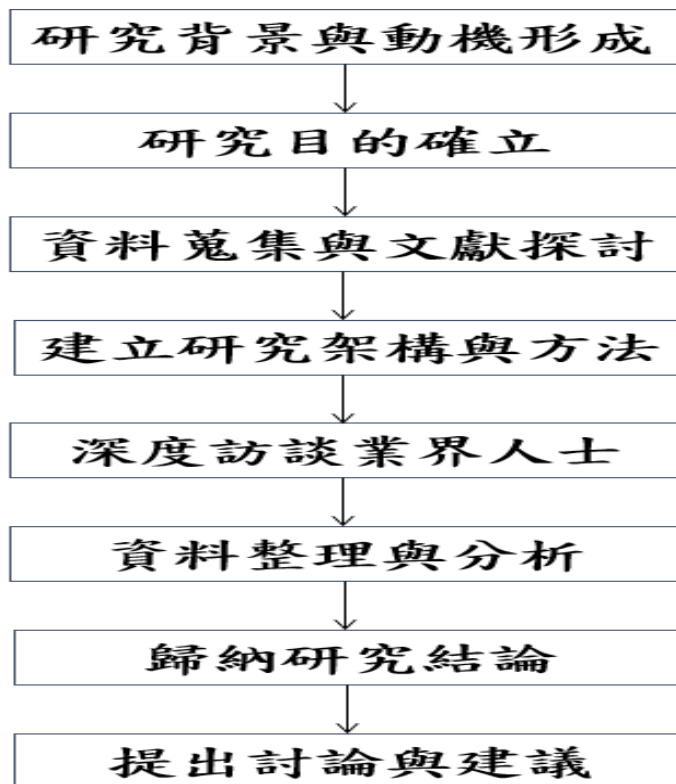 研究背景與動機形成
研究目的確立
資料蒐集與文獻探討
建立研究架構與方法
深度訪談業界人士
資料整理與分析
歸納研究結論
提出討論與建議